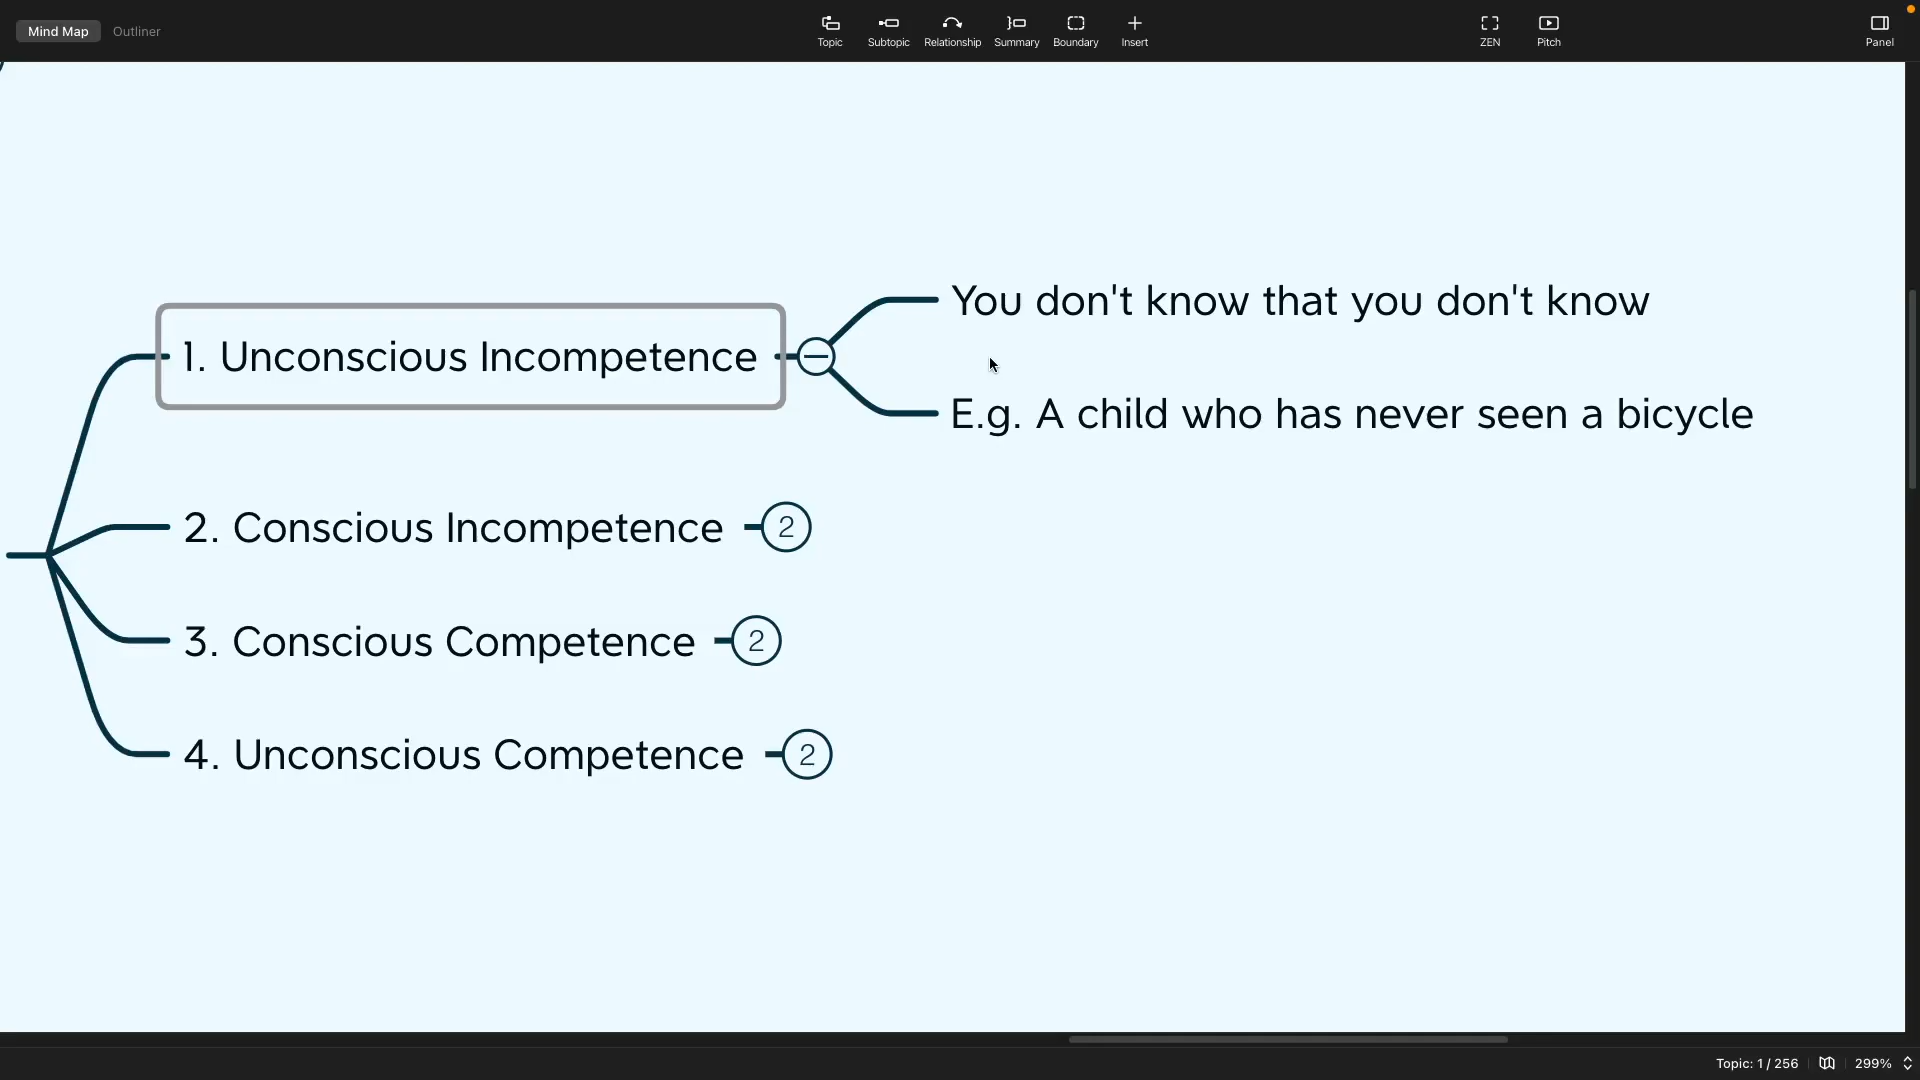 Mind Map Outliner
Topic Subtopic Relationship Summary Boundary Insert ZEN Pitch Panel
You don't know that you don't know
1. Unconscious Incompetence
E.g. A child who has never seen a bicycle
2. Conscious Incompetence 2
3. Conscious Competence 2
4. Unconscious Competence 2
Topic: 1 / 256 299%